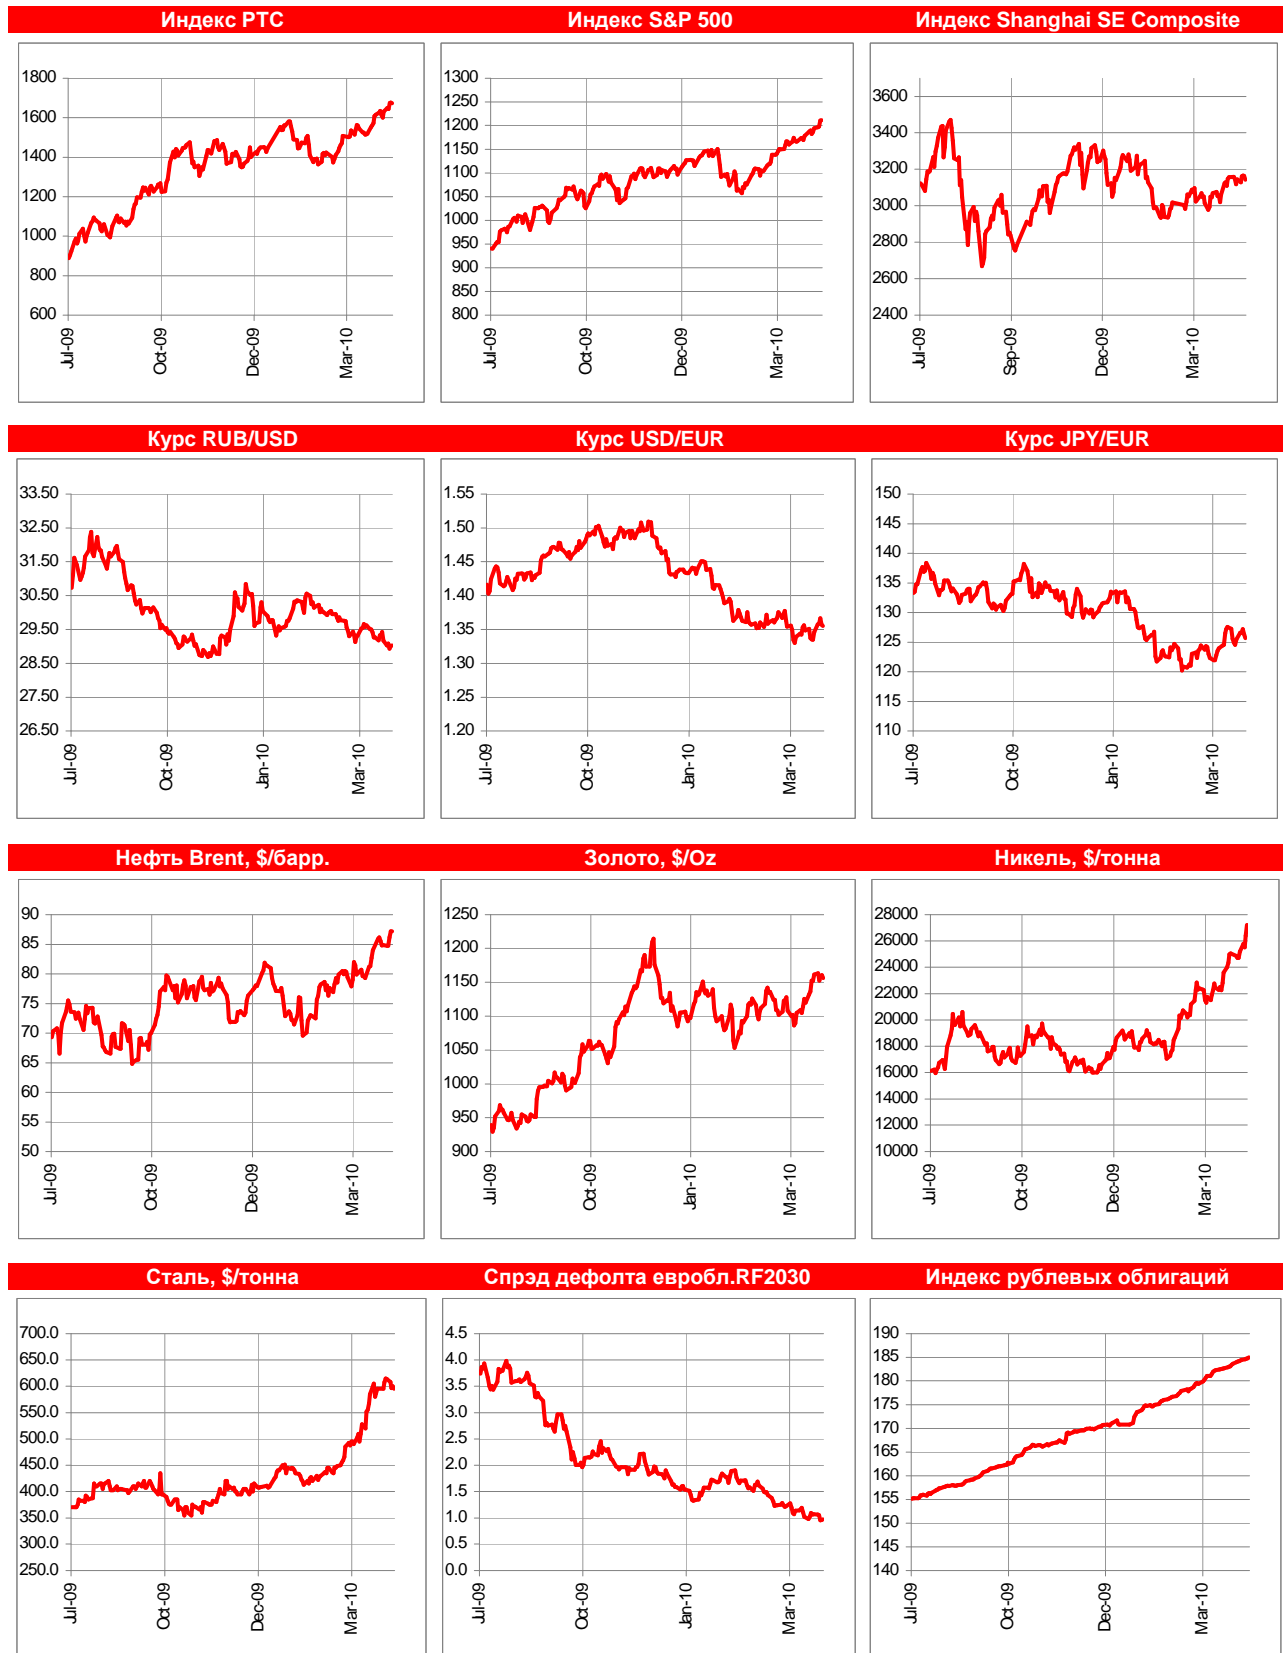 Индекс РТС
1800
1600
1400
1200
1000
800
600
Jul-09
Oct-09
Dec-09
Mar-10
Индекс S&P 500
1300
1250
1200
1150
1100
1050
1000
950
900
850
800
Jul-09
Oct-09
Dec-09
Mar-10
Индекс Shanghai SE Composite
3600
3400
3200
3000
2800
2600
2400
Jul-09
Sep-09
Dec-09
Mar-10
Курс RUB/USD
33.50
32.50
31.50
30.50
29.50
28.50
27.50
26.50
Jul-09
Oct-09
Jan-10
Mar-10
Курс USD/EUR
1.55
1.50
1.45
1.40
1.35
1.30
1.25
1.20
Jul-09
Oct-09
Jan-10
Mar-10
Курс JPY/EUR
150
145
140
135
130
125
120
115
110
Jul-09
Oct-09
Jan-10
Mar-10
Нефть Brent, $/барр.
90
85
80
75
70
65
60
55
50
Jul-09
Oct-09
Dec-09
Mar-10
Золото, $/Oz
1250
1200
1150
1100
1050
1000
950
900
Jul-09
Oct-09
Jan-10
Mar-10
Никель, $/тонна
28000
26000
24000
22000
20000
18000
16000
14000
12000
10000
Jul-09
Oct-09
Dec-09
Mar-10
Сталь, $/тонна
700.0
650.0
600.0
550.0
500.0
450.0
400.0
350.0
300.0
250.0
Jul-09
Oct-09
Dec-09
Mar-10
Спрэд дефолта евробл.RF2030
4.5
4.0
3.5
3.0
2.5
2.0
1.5
1.0
0.5
0.0
Jul-09
Oct-09
Jan-10
Mar-10
Индекс рублевых облигаций
190
185
180
175
170
165
160
155
150
145
140
Jul-09
Oct-09
Dec-09
Mar-10